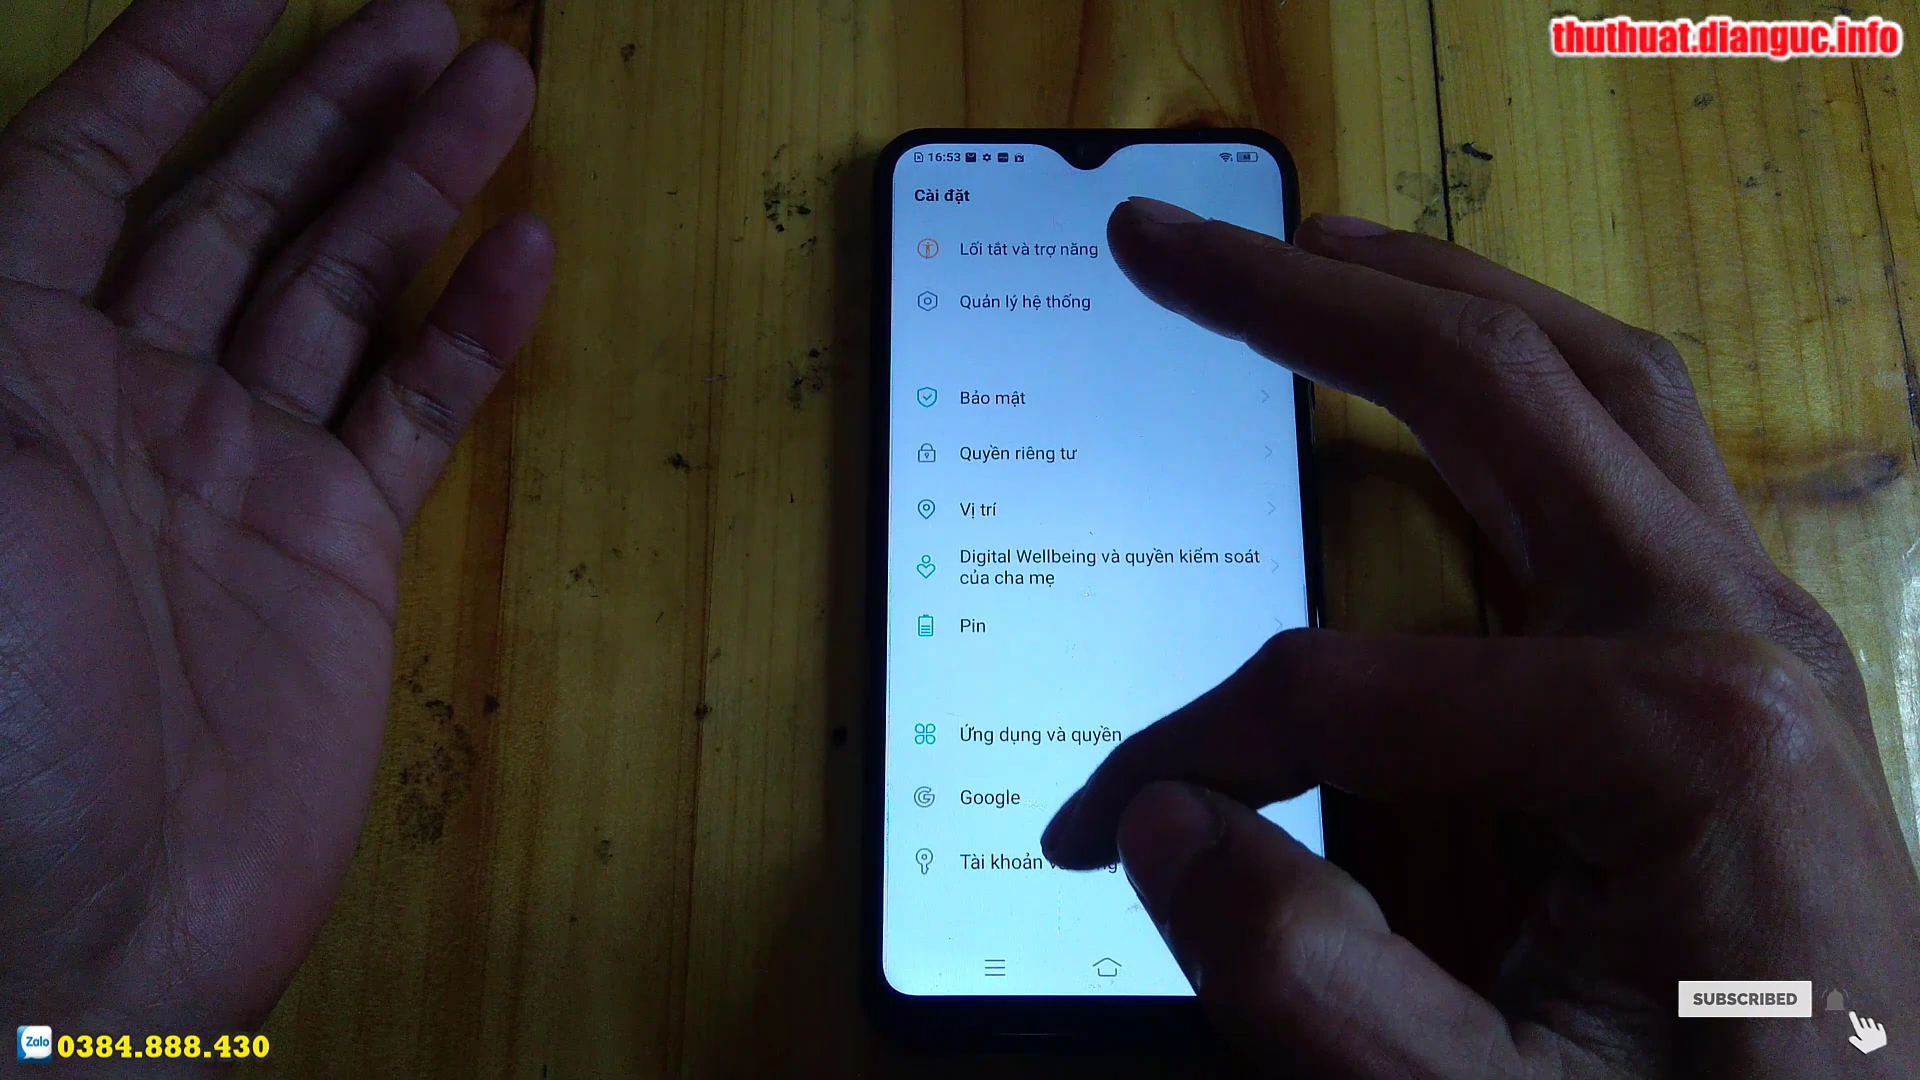 thuthuat.dianguc.info
16:53
Cài đặt
Lối tắt và trợ năng
Quản lý hệ thống
Bảo mật
Quyền riêng tư
Vị trí
Digital Wellbeing và quyền kiểm soát
của cha mẹ
Pin
Ứng dụng và quyền
Google
Tài khoản
SUBSCRIBED
Zalo 0384.888.430